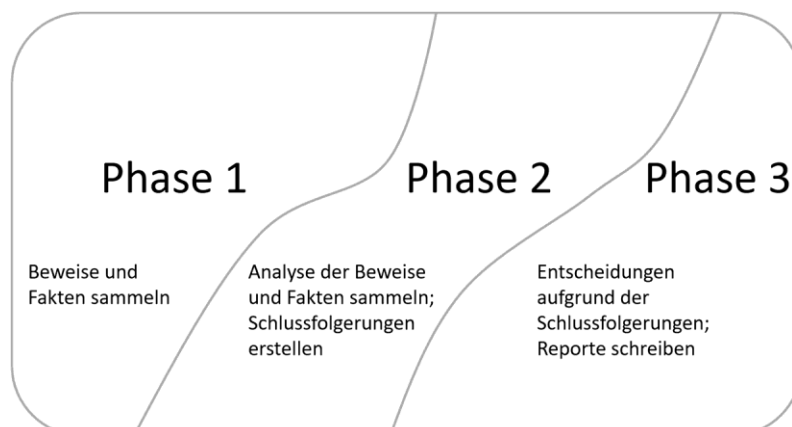 Phase 1
Phase 2
Phase 3
Beweise und
Fakten sammeln
Analyse der Beweise
und Fakten sammeln;
Schlussfolgerungen
erstellen
Entscheidungen
aufgrund der
Schlussfolgerungen;
Reporte schreiben